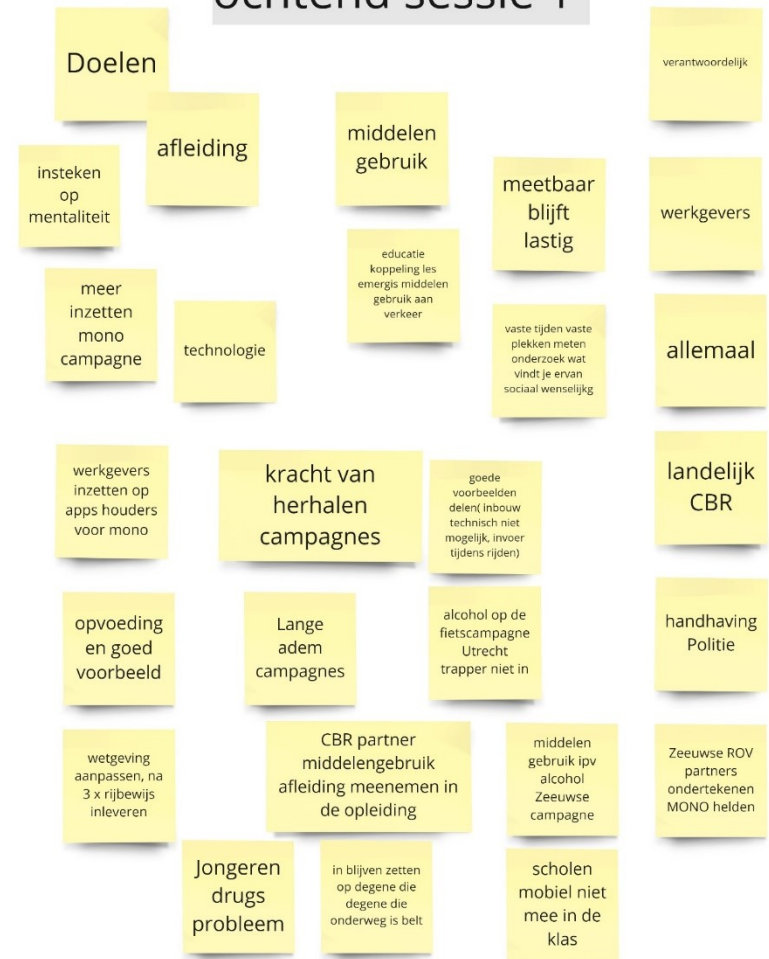 ochtend sessie 1
Doelen
afleiding
insteken
op
mentaliteit
meer
inzetten
mono
campagne
technologie
middelen
gebruik
educatie
koppeling les
emergis middelen
gebruik aan
verkeer
meetbaar
blijft
lastig
vaste tijden vaste
plekken meten
onderzoek wat
vindt je ervan
sociaal wenselijkg
verantwoordelijk
werkgevers
allemaal
landelijk
CBR
handhaving
Politie
Zeeuwse ROV
partners
ondertekenen
MONO helden
werkgevers
inzetten op
apps houders
voor mono
kracht van
herhalen
campagnes
goede
voorbeelden
delen( inbouw
technisch niet
mogelijk, invoer
tijdens rijden)
opvoeding
en goed
voorbeeld
Lange
adem
campagnes
alcohol op de
fietscampagne
Utrecht
trapper niet in
wetgving
aanpassen, na
3 x rijbewijs
inleveren
CBR partner
middelengebruik
afleiding meenemen in
de opleiding
middelen
gebruik ipv
alcohol
Zeeuwse
campagne
Jongeren
drugs
probleem
in blijven zetten
op degene die
degene die
onderweg is belt
scholen
mobiel niet
mee in de
klas